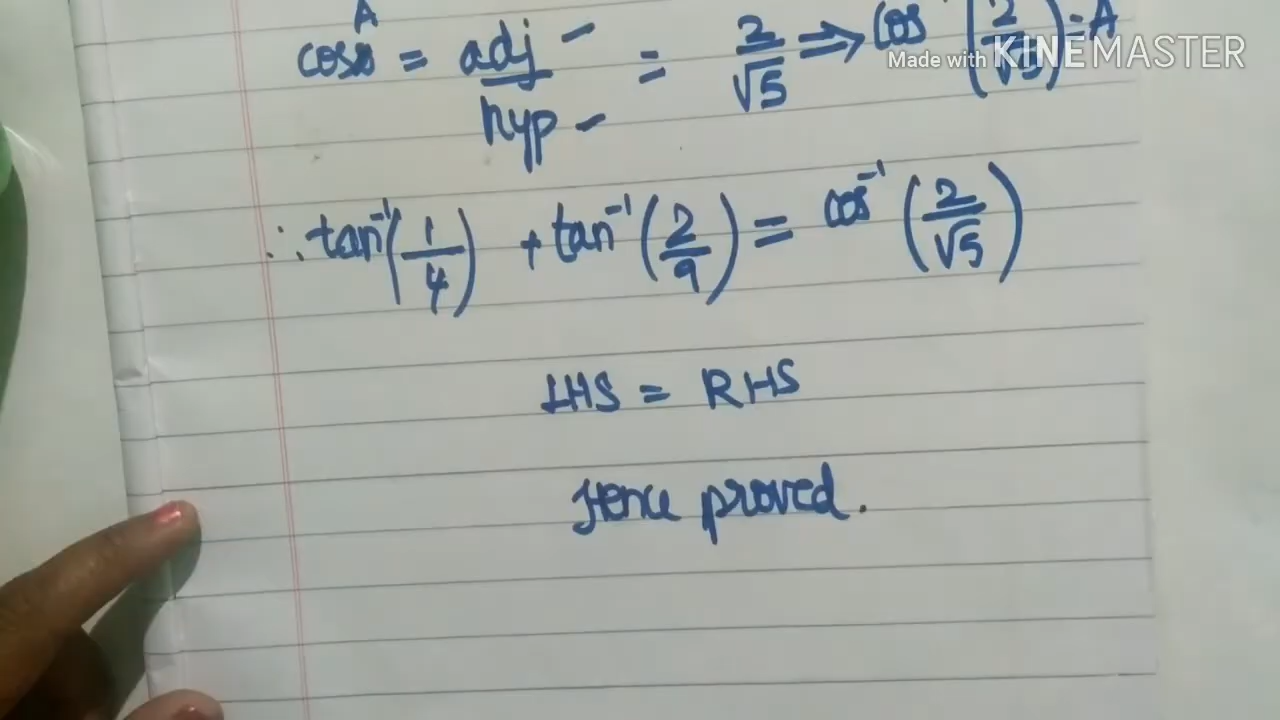 A
cosx = adj/hyp = 2/√5 ⇒ cos⁻¹(2/√5) = A
Made with KINEMASTER
∴ tan⁻¹(1/4) + tan⁻¹(2/9) = cos⁻¹(2/√5)
LHS = RHS
Hence proved.